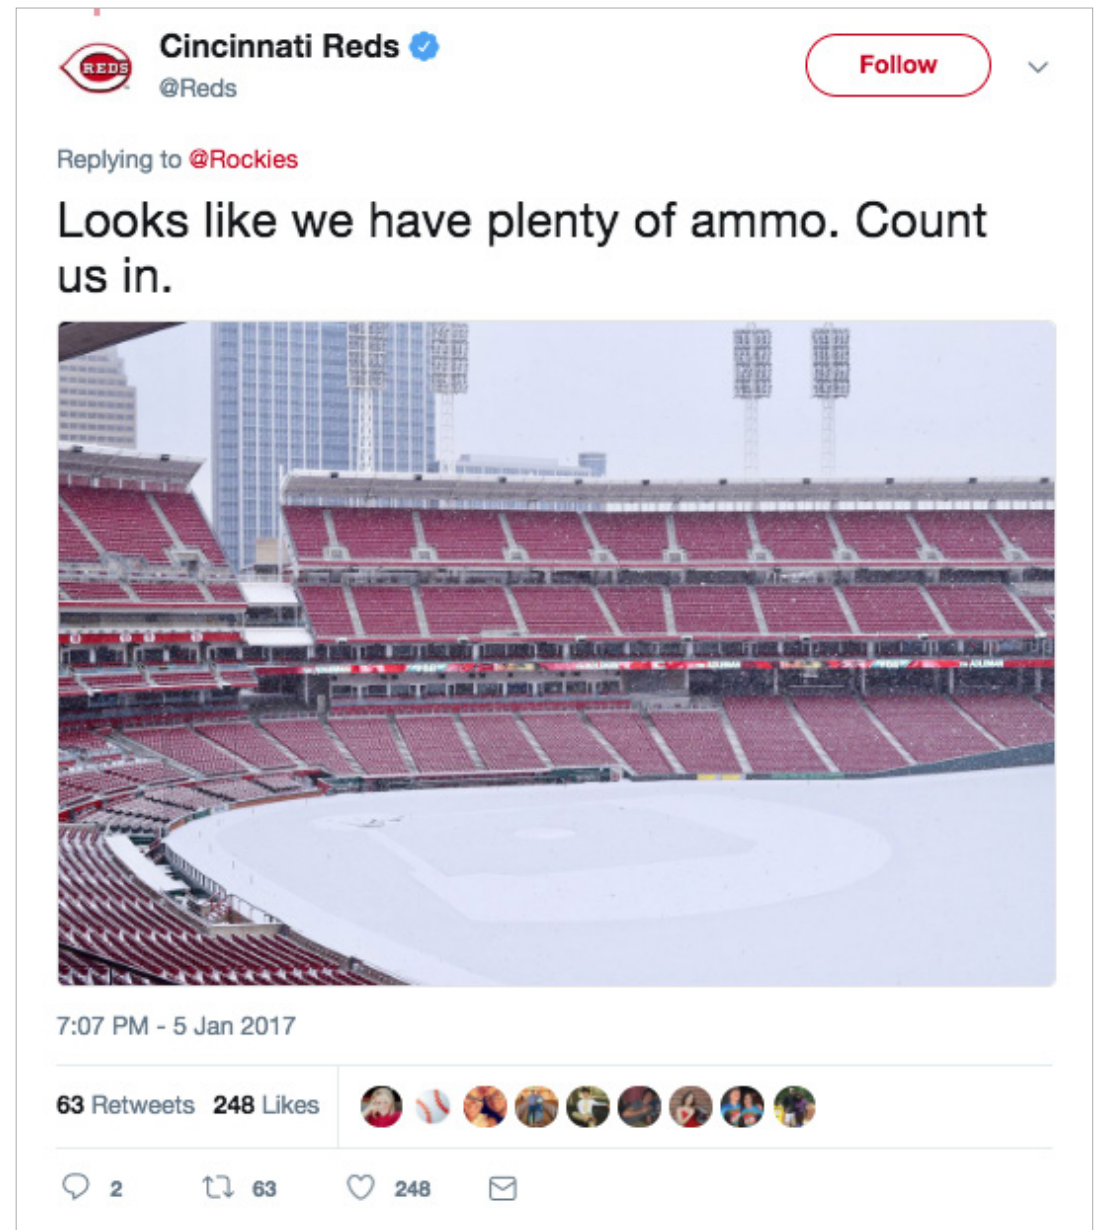 REDS
Cincinnati Reds
@Reds
Follow
Replying to @Rockies
Looks like we have plenty of ammo. Count
us in.
7:07 PM - 5 Jan 2017
63 Retweets 248 Likes
2 63 248